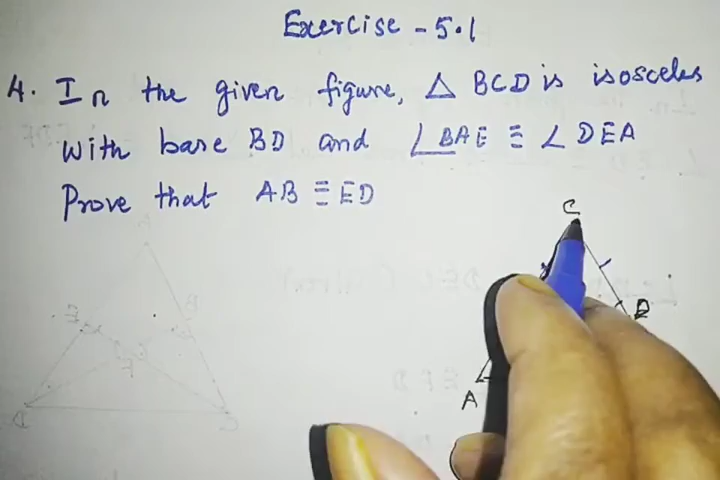 Exercise - 5.1
4. In the given figure, △ BCD is isosceles
with base BD and ∠BAE ≡ ∠DEA
Prove that AB ≡ ED
C
A